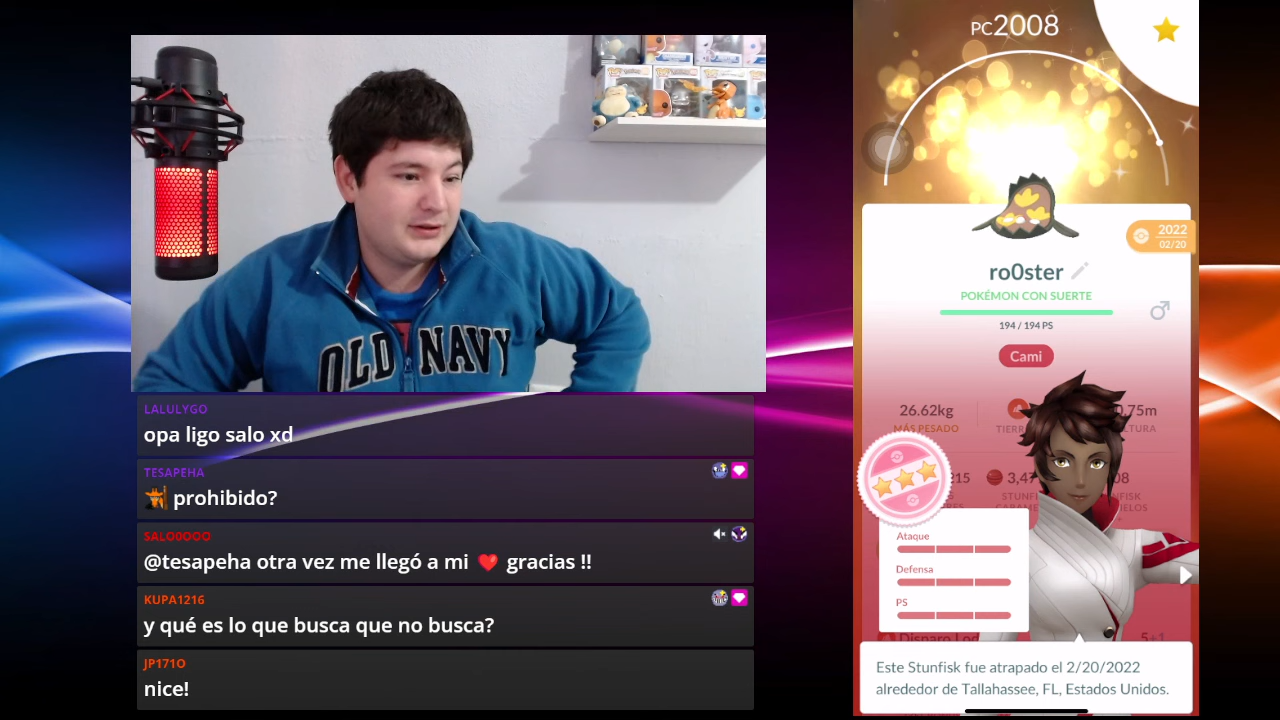 OLD NAVY
LALULYGO
opa ligo salo xd
TESAPEHA
prohibido?
SALO0OOO
@tesapeha otra vez me llegó a mi ❤️ gracias !!
KUPA1216
y qué es lo que busca que no busca?
JP171O
nice!
PC2008
2022
02/20
ro0ster
POKÉMON CON SUERTE
194 / 194 PS
Cami
26.62kg
MÁS PESADO
Ataque
Defensa
PS
5+1
Este Stunfisk fue atrapado el 2/20/2022
alrededor de Tallahassee, FL, Estados Unidos.